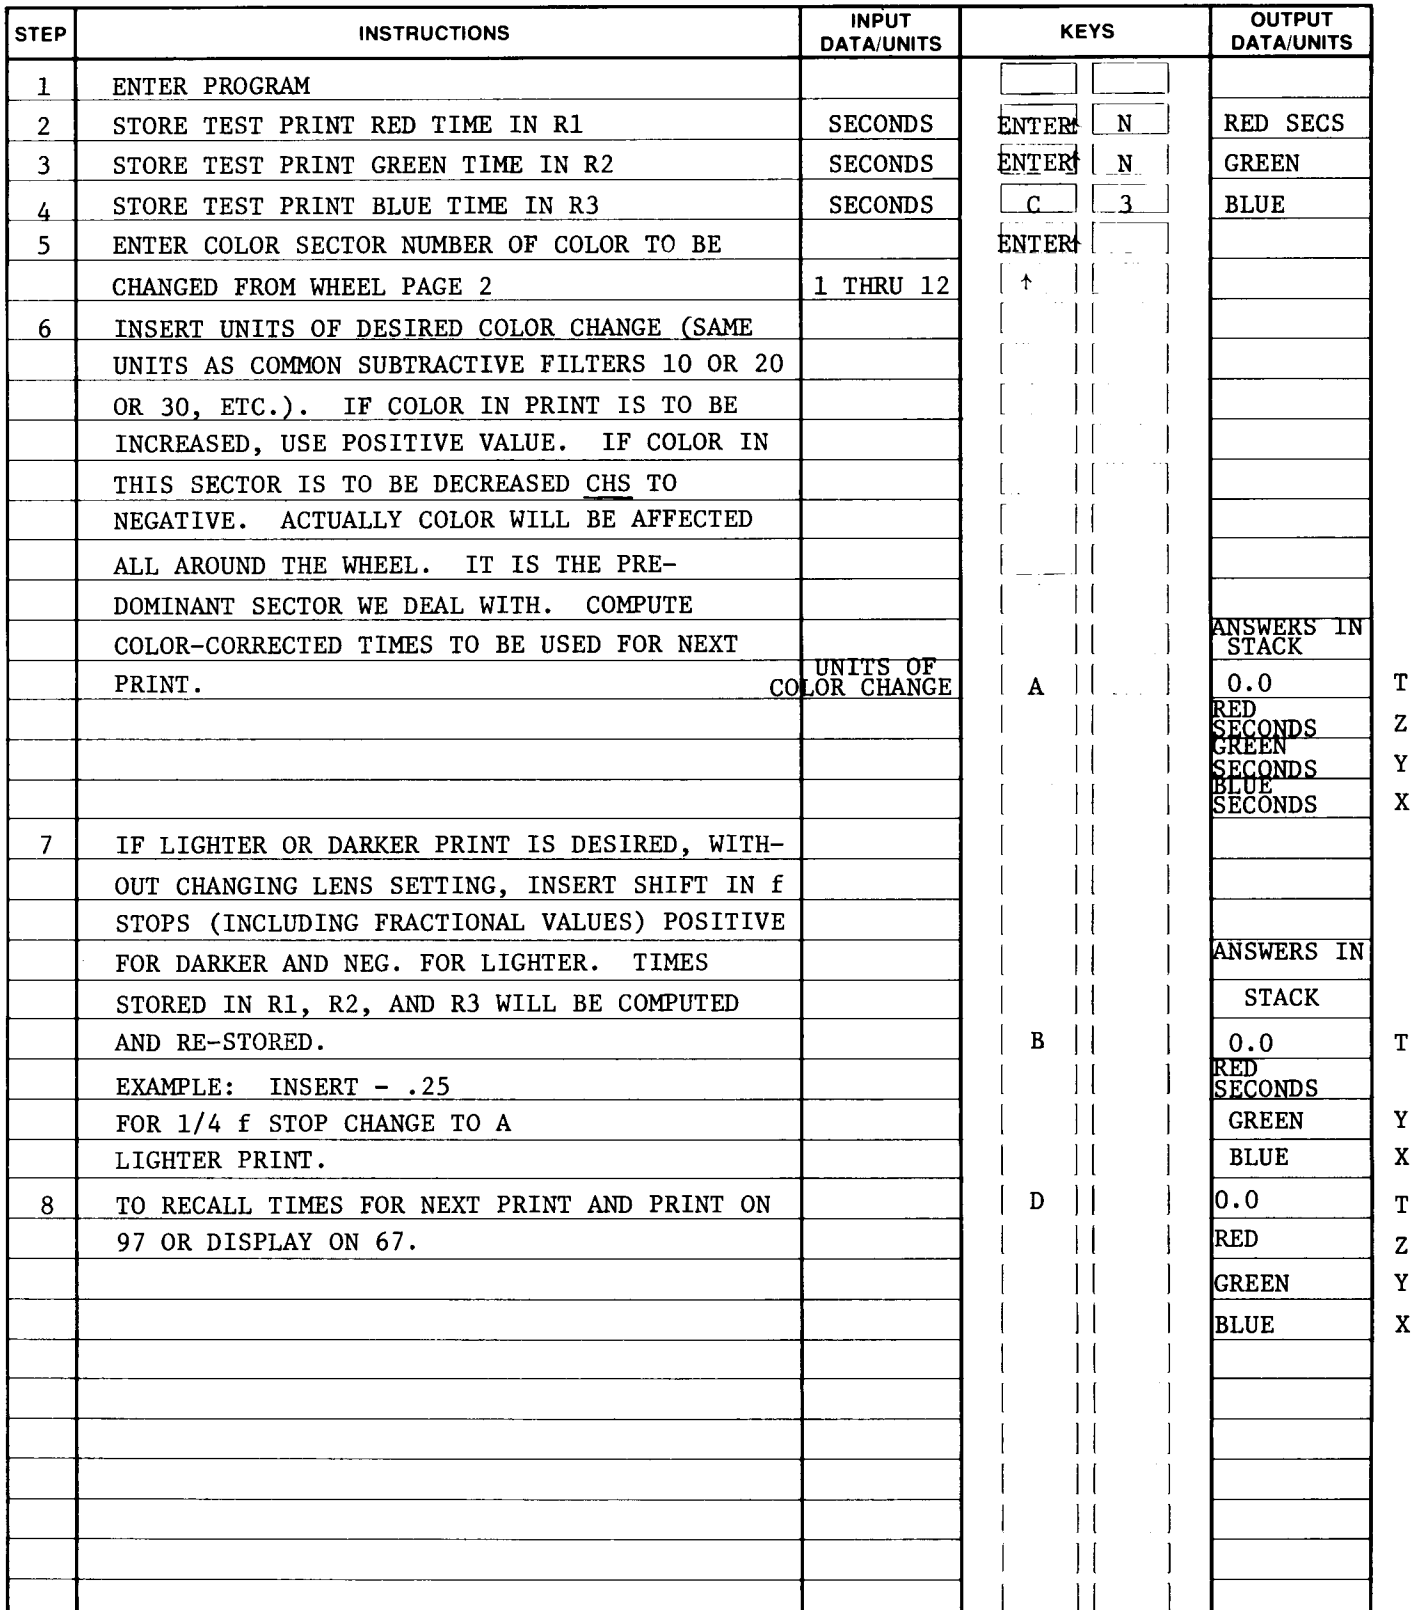 STEP INSTRUCTIONS INPUT DATA/UNITS KEYS OUTPUT DATA/UNITS
1 ENTER PROGRAM
2 STORE TEST PRINT RED TIME IN R1 SECONDS ENTER↑ N RED SECS
3 STORE TEST PRINT GREEN TIME IN R2 SECONDS ENTER↑ N GREEN
4 STORE TEST PRINT BLUE TIME IN R3 SECONDS C 3 BLUE
5 ENTER COLOR SECTOR NUMBER OF COLOR TO BE ENTER↑
CHANGED FROM WHEEL PAGE 2 1 THRU 12 ↑
6 INSERT UNITS OF DESIRED COLOR CHANGE (SAME
UNITS AS COMMON SUBTRACTIVE FILTERS 10 OR 20
OR 30, ETC.). IF COLOR IN PRINT IS TO BE
INCREASED, USE POSITIVE VALUE. IF COLOR IN
THIS SECTOR IS TO BE DECREASED CHS TO
NEGATIVE. ACTUALLY COLOR WILL BE AFFECTED
ALL AROUND THE WHEEL. IT IS THE PRE-
DOMINANT SECTOR WE DEAL WITH. COMPUTE
COLOR-CORRECTED TIMES TO BE USED FOR NEXT ANSWERS IN STACK
PRINT. UNITS OF COLOR CHANGE A 0.0 T
RED SECONDS Z
GREEN SECONDS Y
BLUE SECONDS X
7 IF LIGHTER OR DARKER PRINT IS DESIRED, WITH-
OUT CHANGING LENS SETTING, INSERT SHIFT IN f
STOPS (INCLUDING FRACTIONAL VALUES) POSITIVE
FOR DARKER AND NEG. FOR LIGHTER. TIMES ANSWERS IN
STORED IN R1, R2, AND R3 WILL BE COMPUTED STACK
AND RE-STORED. B 0.0 T
EXAMPLE: INSERT - .25 RED SECONDS
FOR 1/4 f STOP CHANGE TO A GREEN Y
LIGHTER PRINT. BLUE X
8 TO RECALL TIMES FOR NEXT PRINT AND PRINT ON D 0.0 T
97 OR DISPLAY ON 67. RED Z
GREEN Y
BLUE X